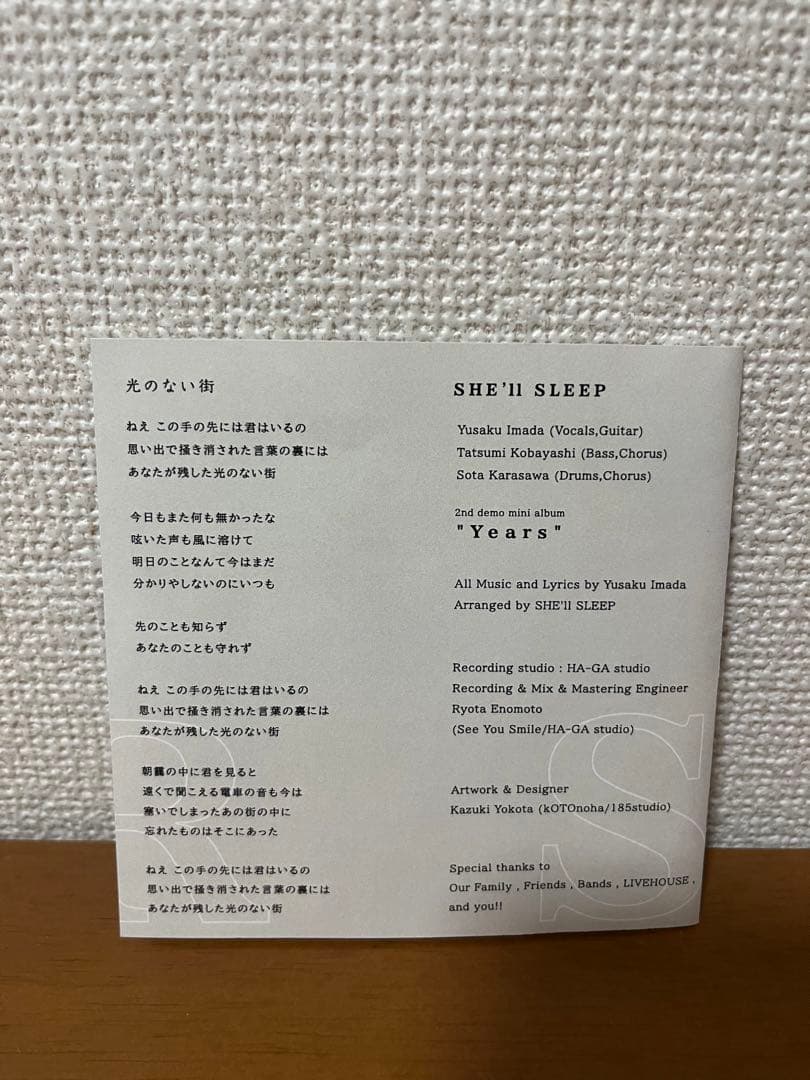 光のない街
ねえ この手の先には君はいるの
思い出で掻き消された言葉の裏には
あなたが残した光のない街
今日もまた何も無かったな
呟いた声も風に溶けて
明日のことなんて今はまだ
分かりやしないのにいつも
先のことも知らず
あなたのことも守れず
ねえ この手の先には君はいるの
思い出で掻き消された言葉の裏には
あなたが残した光のない街
朝靄の中に君を見ると
遠くで聞こえる電車の音も今は
塞いでしまったあの街の中に
忘れたものはそこにあった
ねえ この手の先には君はいるの
思い出で掻き消された言葉の裏には
あなたが残した光のない街
R
SHE'll SLEEP
Yusaku Imada (Vocals,Guitar)
Tatsumi Kobayashi (Bass,Chorus)
Sota Karasawa (Drums,Chorus)
2nd demo mini album
"Years"
All Music and Lyrics by Yusaku Imada
Arranged by SHE'll SLEEP
Recording studio : HA-GA studio
Recording & Mix & Mastering Engineer
Ryota Enomoto
(See You Smile/HA-GA studio)
Artwork & Designer
Kazuki Yokota (kOTOnoha/185studio)
Special thanks to
Our Family , Friends , Bands , LIVEHOUSE ,
and you!!
S